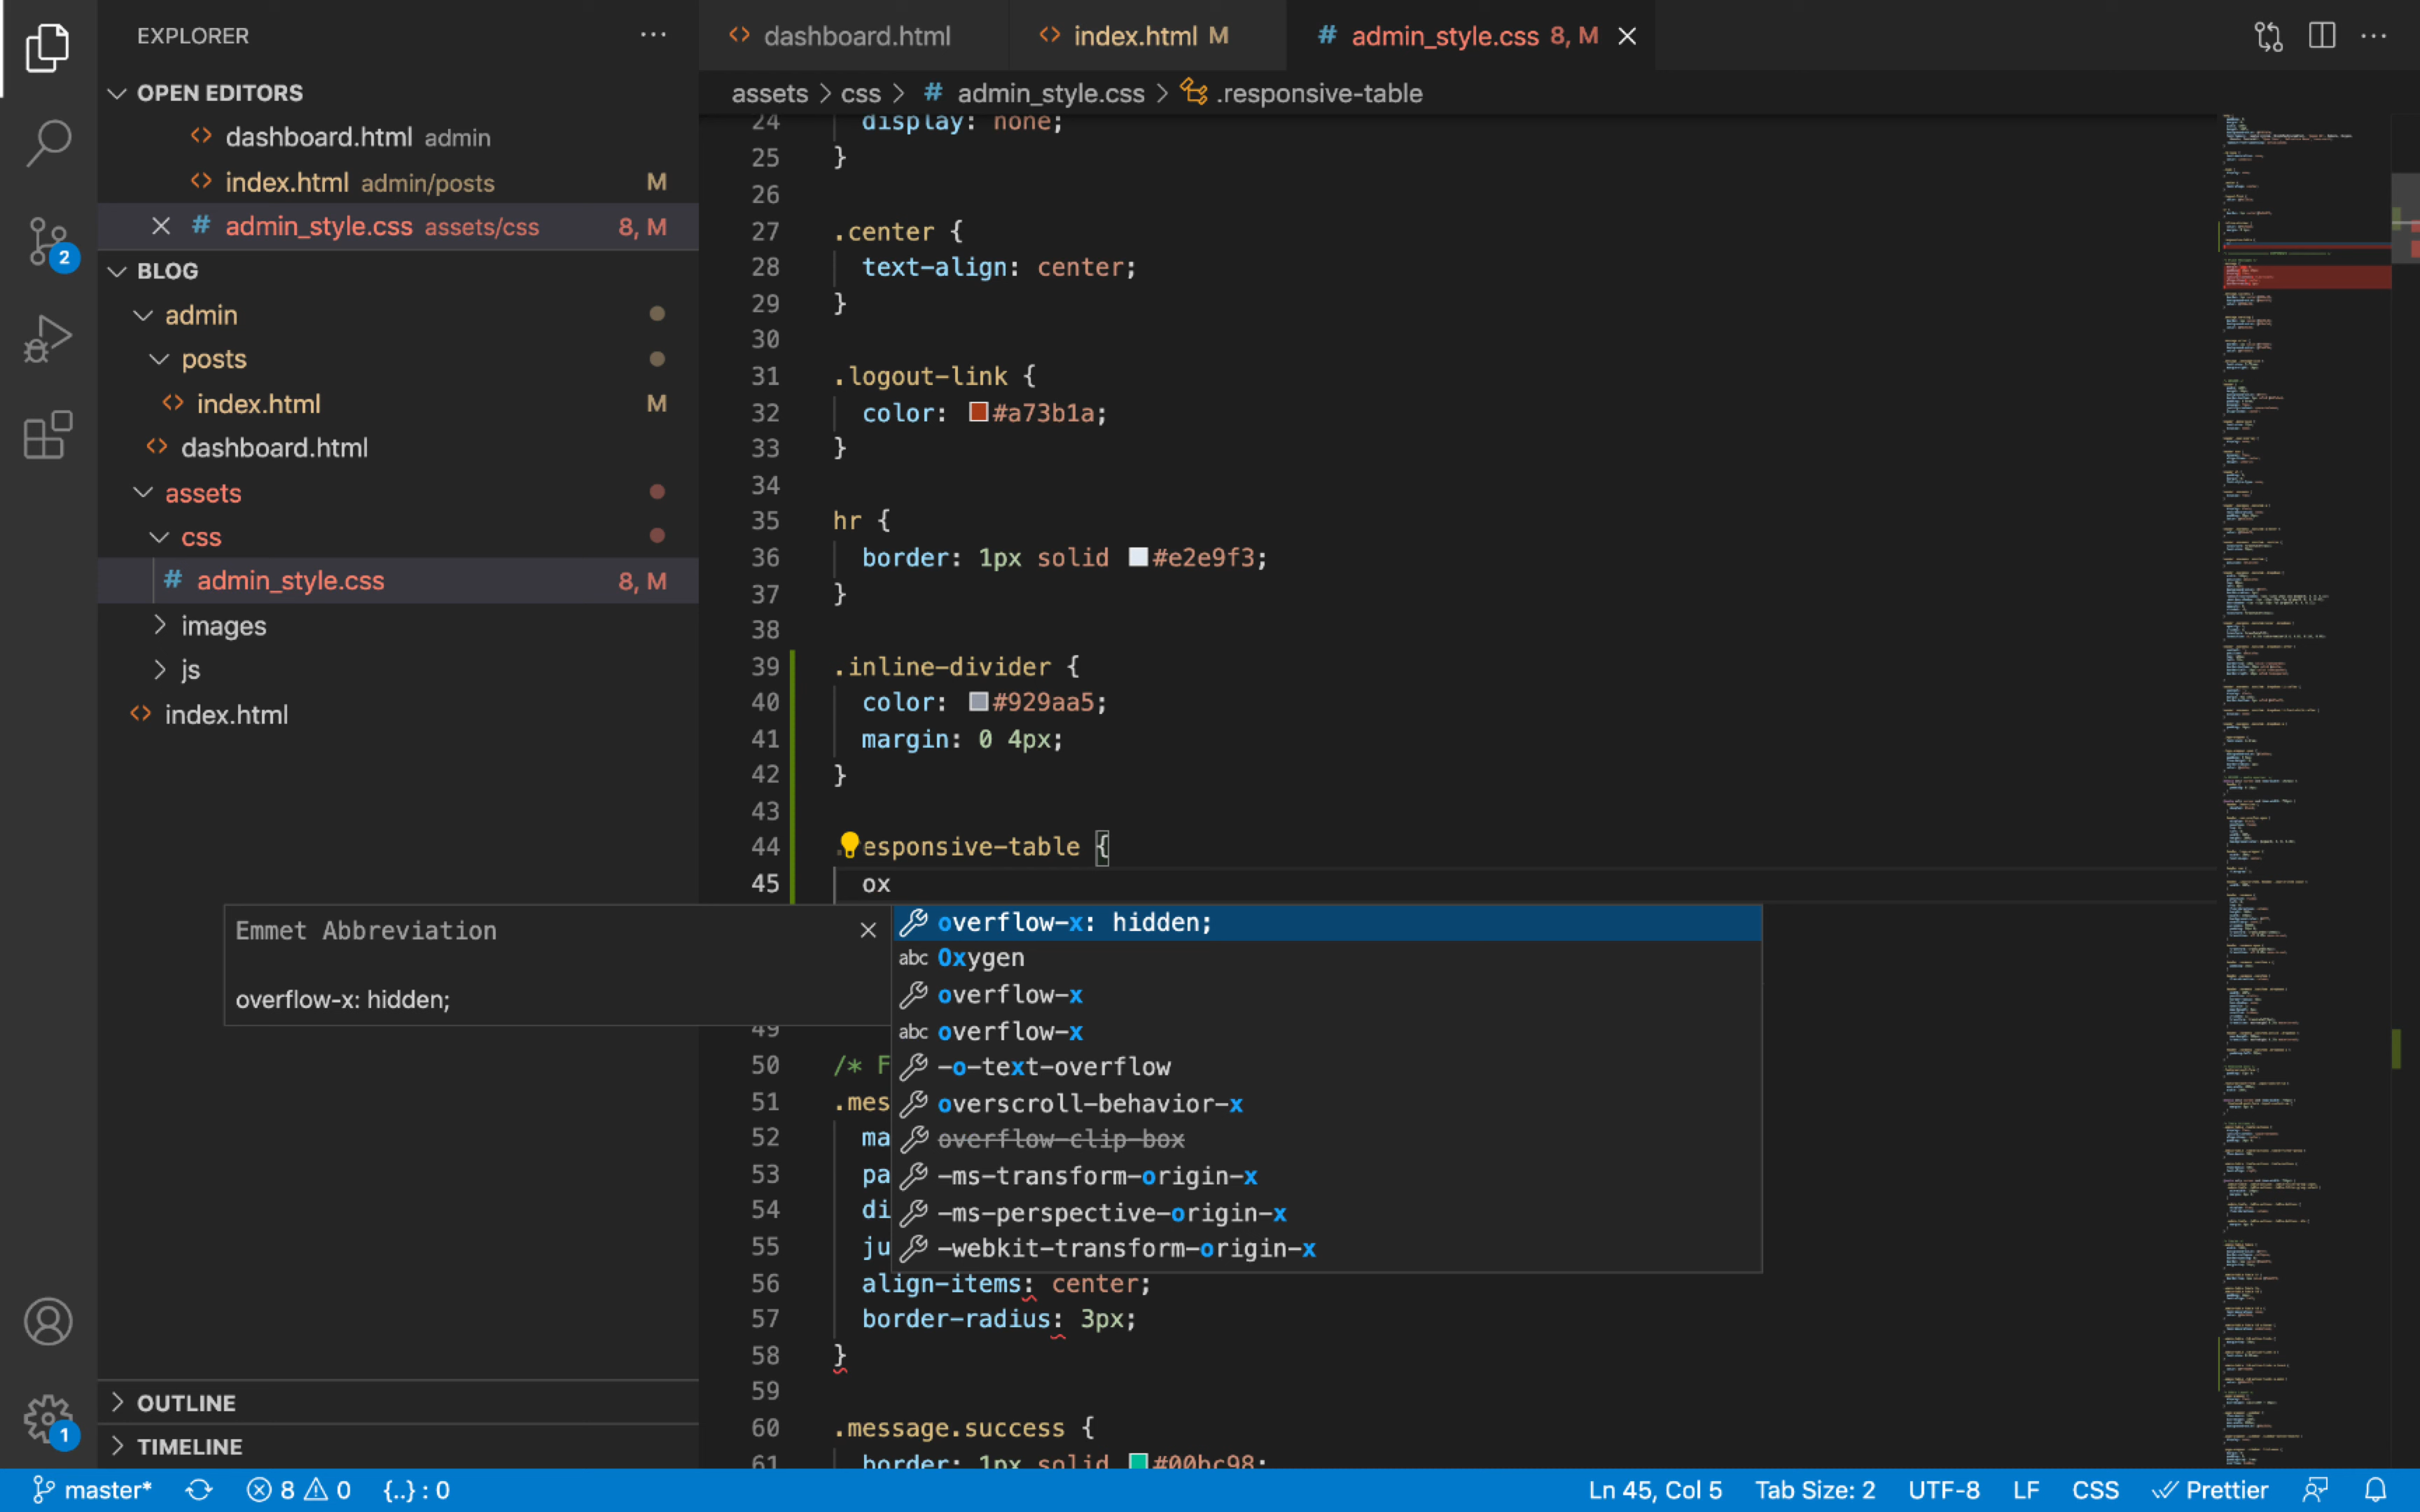 EXPLORER
dashboard.html
index.html M
# admin_style.css 8, M
OPEN EDITORS
dashboard.html admin
index.html admin/posts M
# admin_style.css assets/css 8, M
BLOG
admin
posts
index.html M
dashboard.html
assets
css
# admin_style.css 8, M
images
js
index.html
OUTLINE
TIMELINE
2
1
assets > css > # admin_style.css > .responsive-table
24 display: none;
25 }
26
27 .center {
28 text-align: center;
29 }
30
31 .logout-link {
32 color: #a73b1a;
33 }
34
35 hr {
36 border: 1px solid #e2e9f3;
37 }
38
39 .inline-divider {
40 color: #929aa5;
41 margin: 0 4px;
42 }
43
44 .esponsive-table {
45 ox
Emmet Abbreviation
overflow-x: hidden;
overflow-x: hidden;
abc Oxygen
overflow-x
abc overflow-x
-o-text-overflow
overscroll-behavior-x
overflow-clip-box
-ms-transform-origin-x
-ms-perspective-origin-x
-webkit-transform-origin-x
49
50 /* F
51 .mes
52 ma
53 pa
54 di
55 ju
56 align-items: center;
57 border-radius: 3px;
58 }
59
60 .message.success {
61 border: 1px solid #00bc98;
master* 8 0 {..} : 0 Ln 45, Col 5 Tab Size: 2 UTF-8 LF CSS Prettier